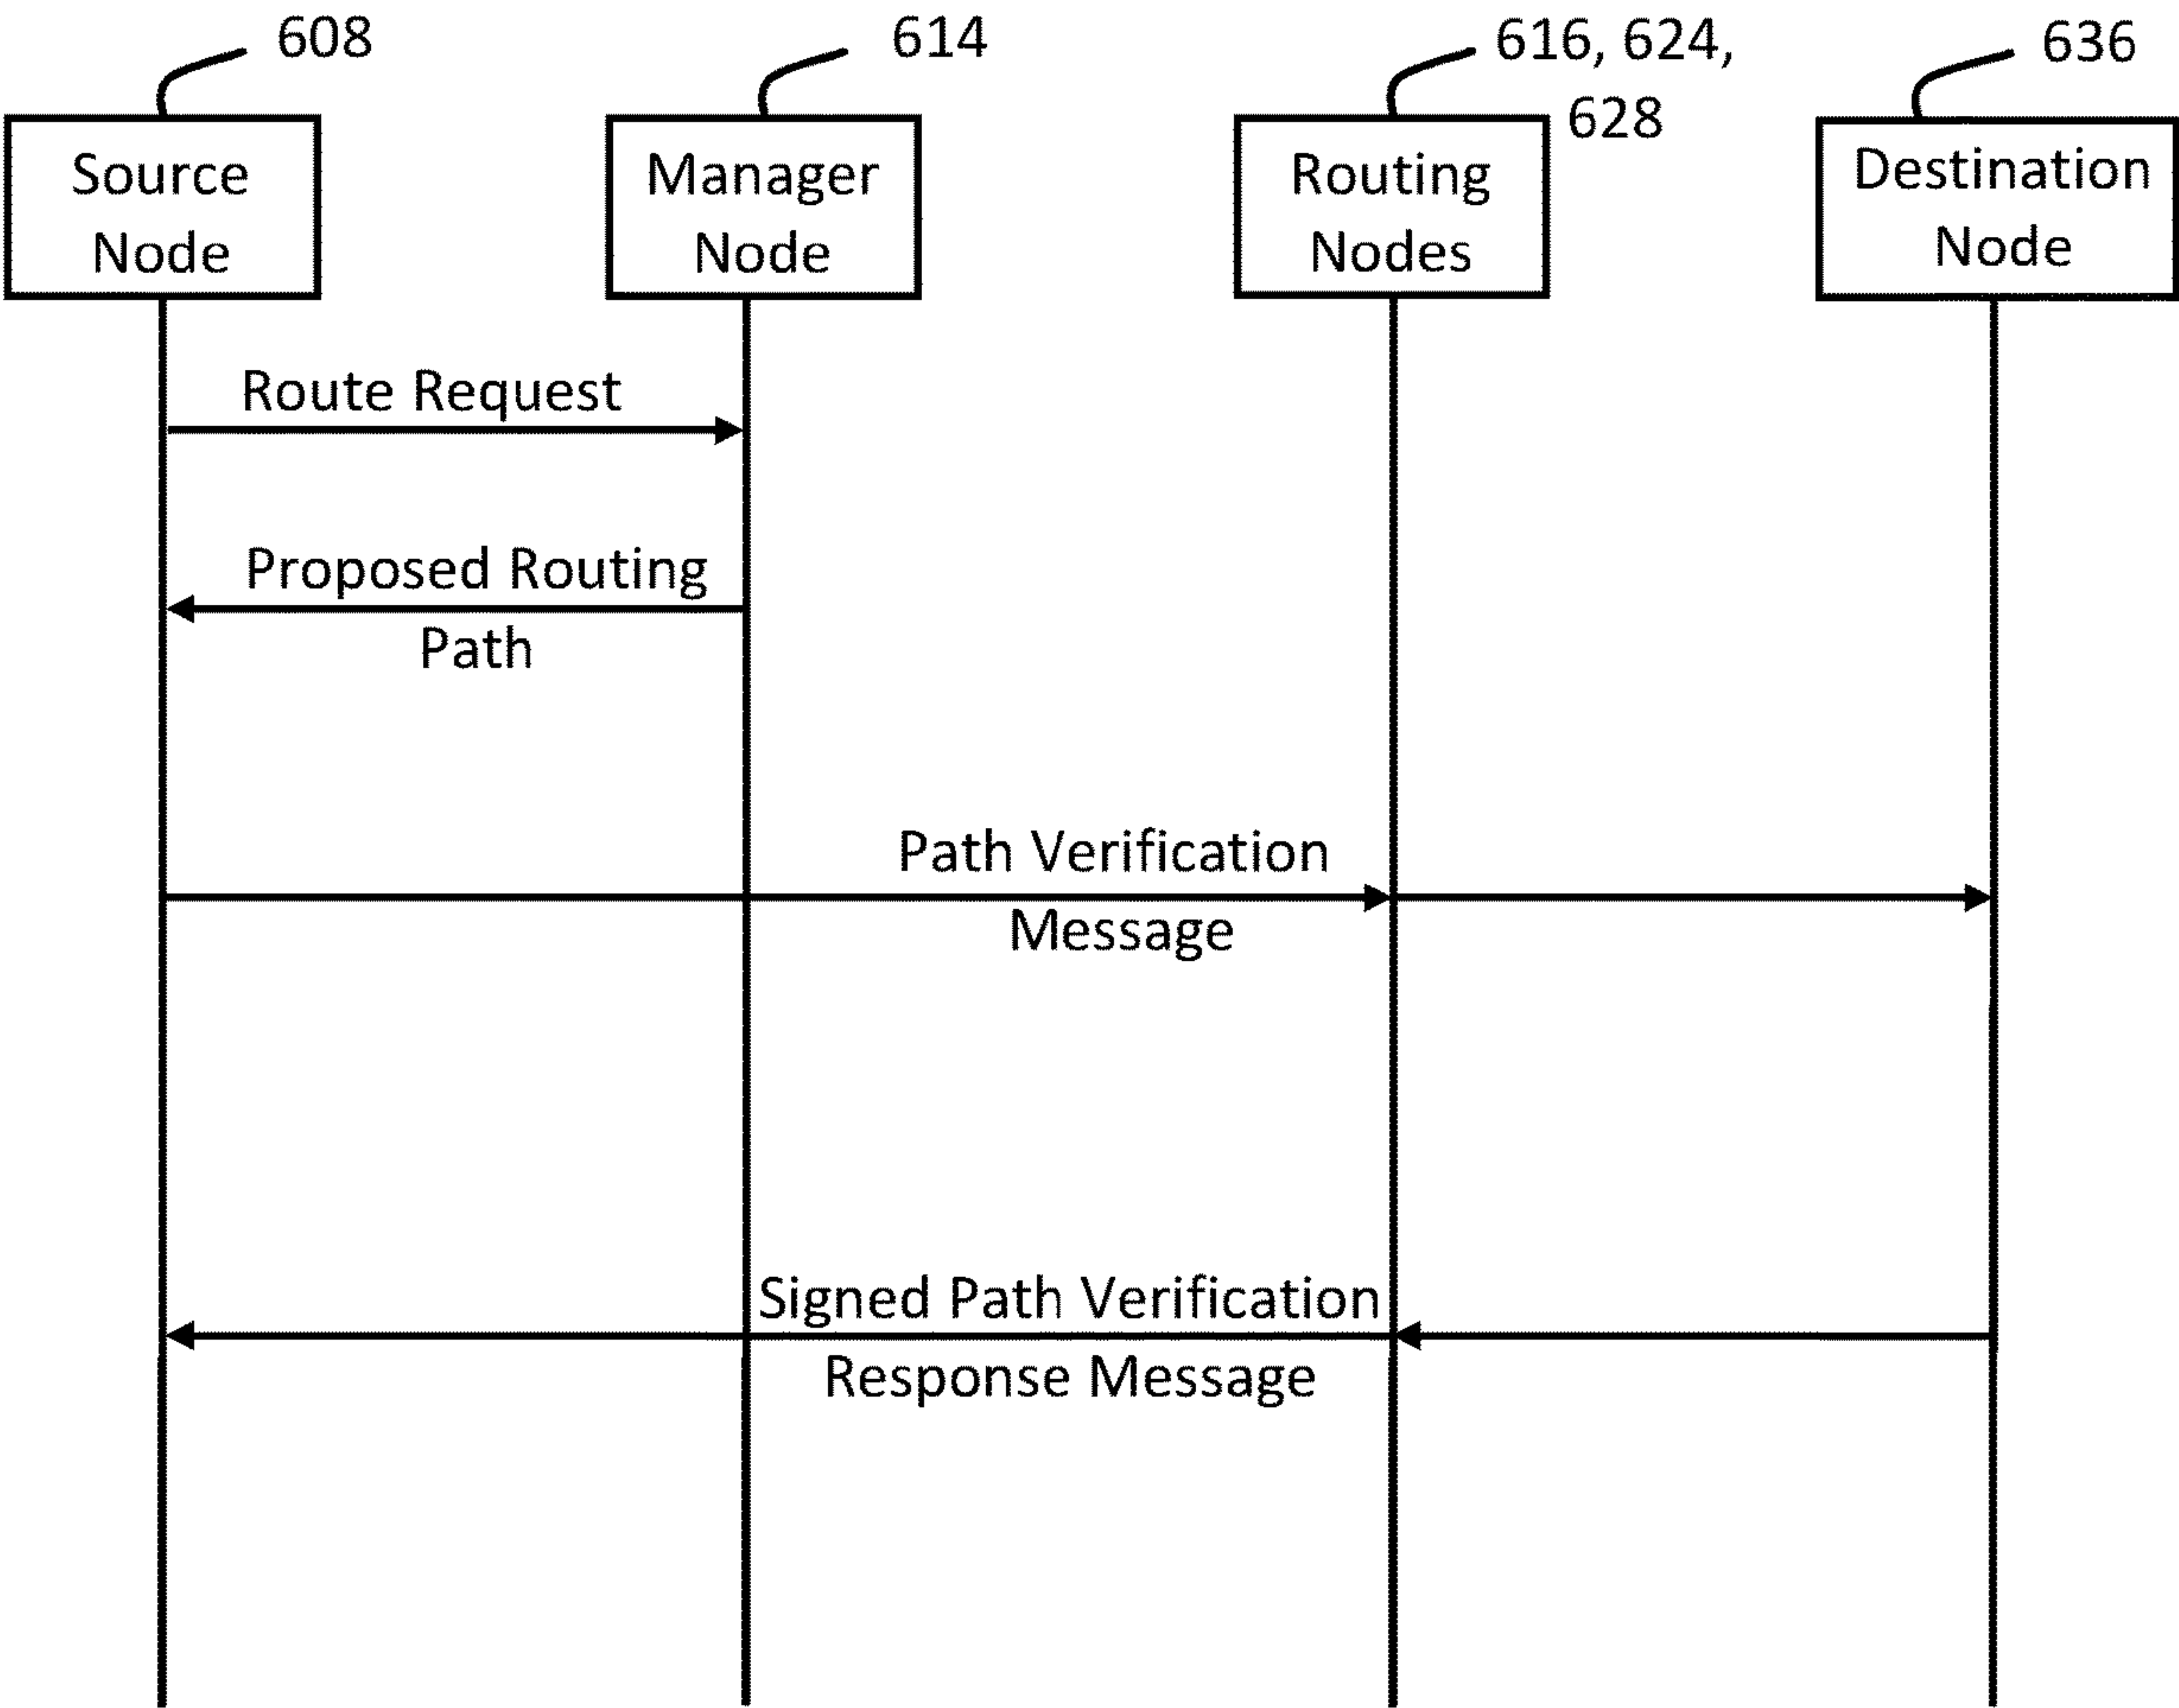 608
614
616, 624,
628
636
Source
Node
Manager
Node
Routing
Nodes
Destination
Node
Route Request
Proposed Routing
Path
Path Verification
Message
Signed Path Verification
Response Message